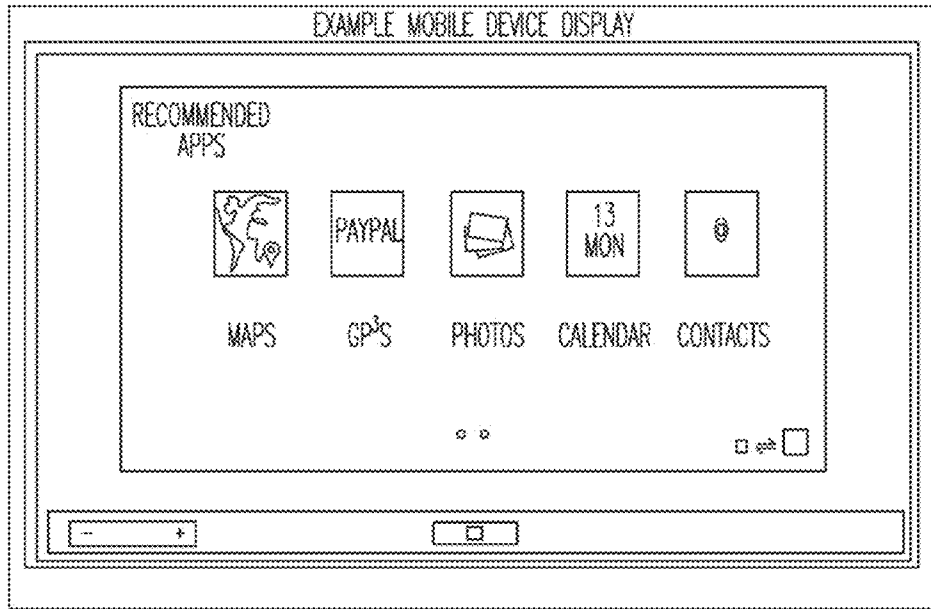 EXAMPLE MOBILE DEVICE DISPLAY
RECOMMENDED
APPS
PAYPAL
13
MON
@
MAPS GP³S PHOTOS CALENDAR CONTACTS
- +